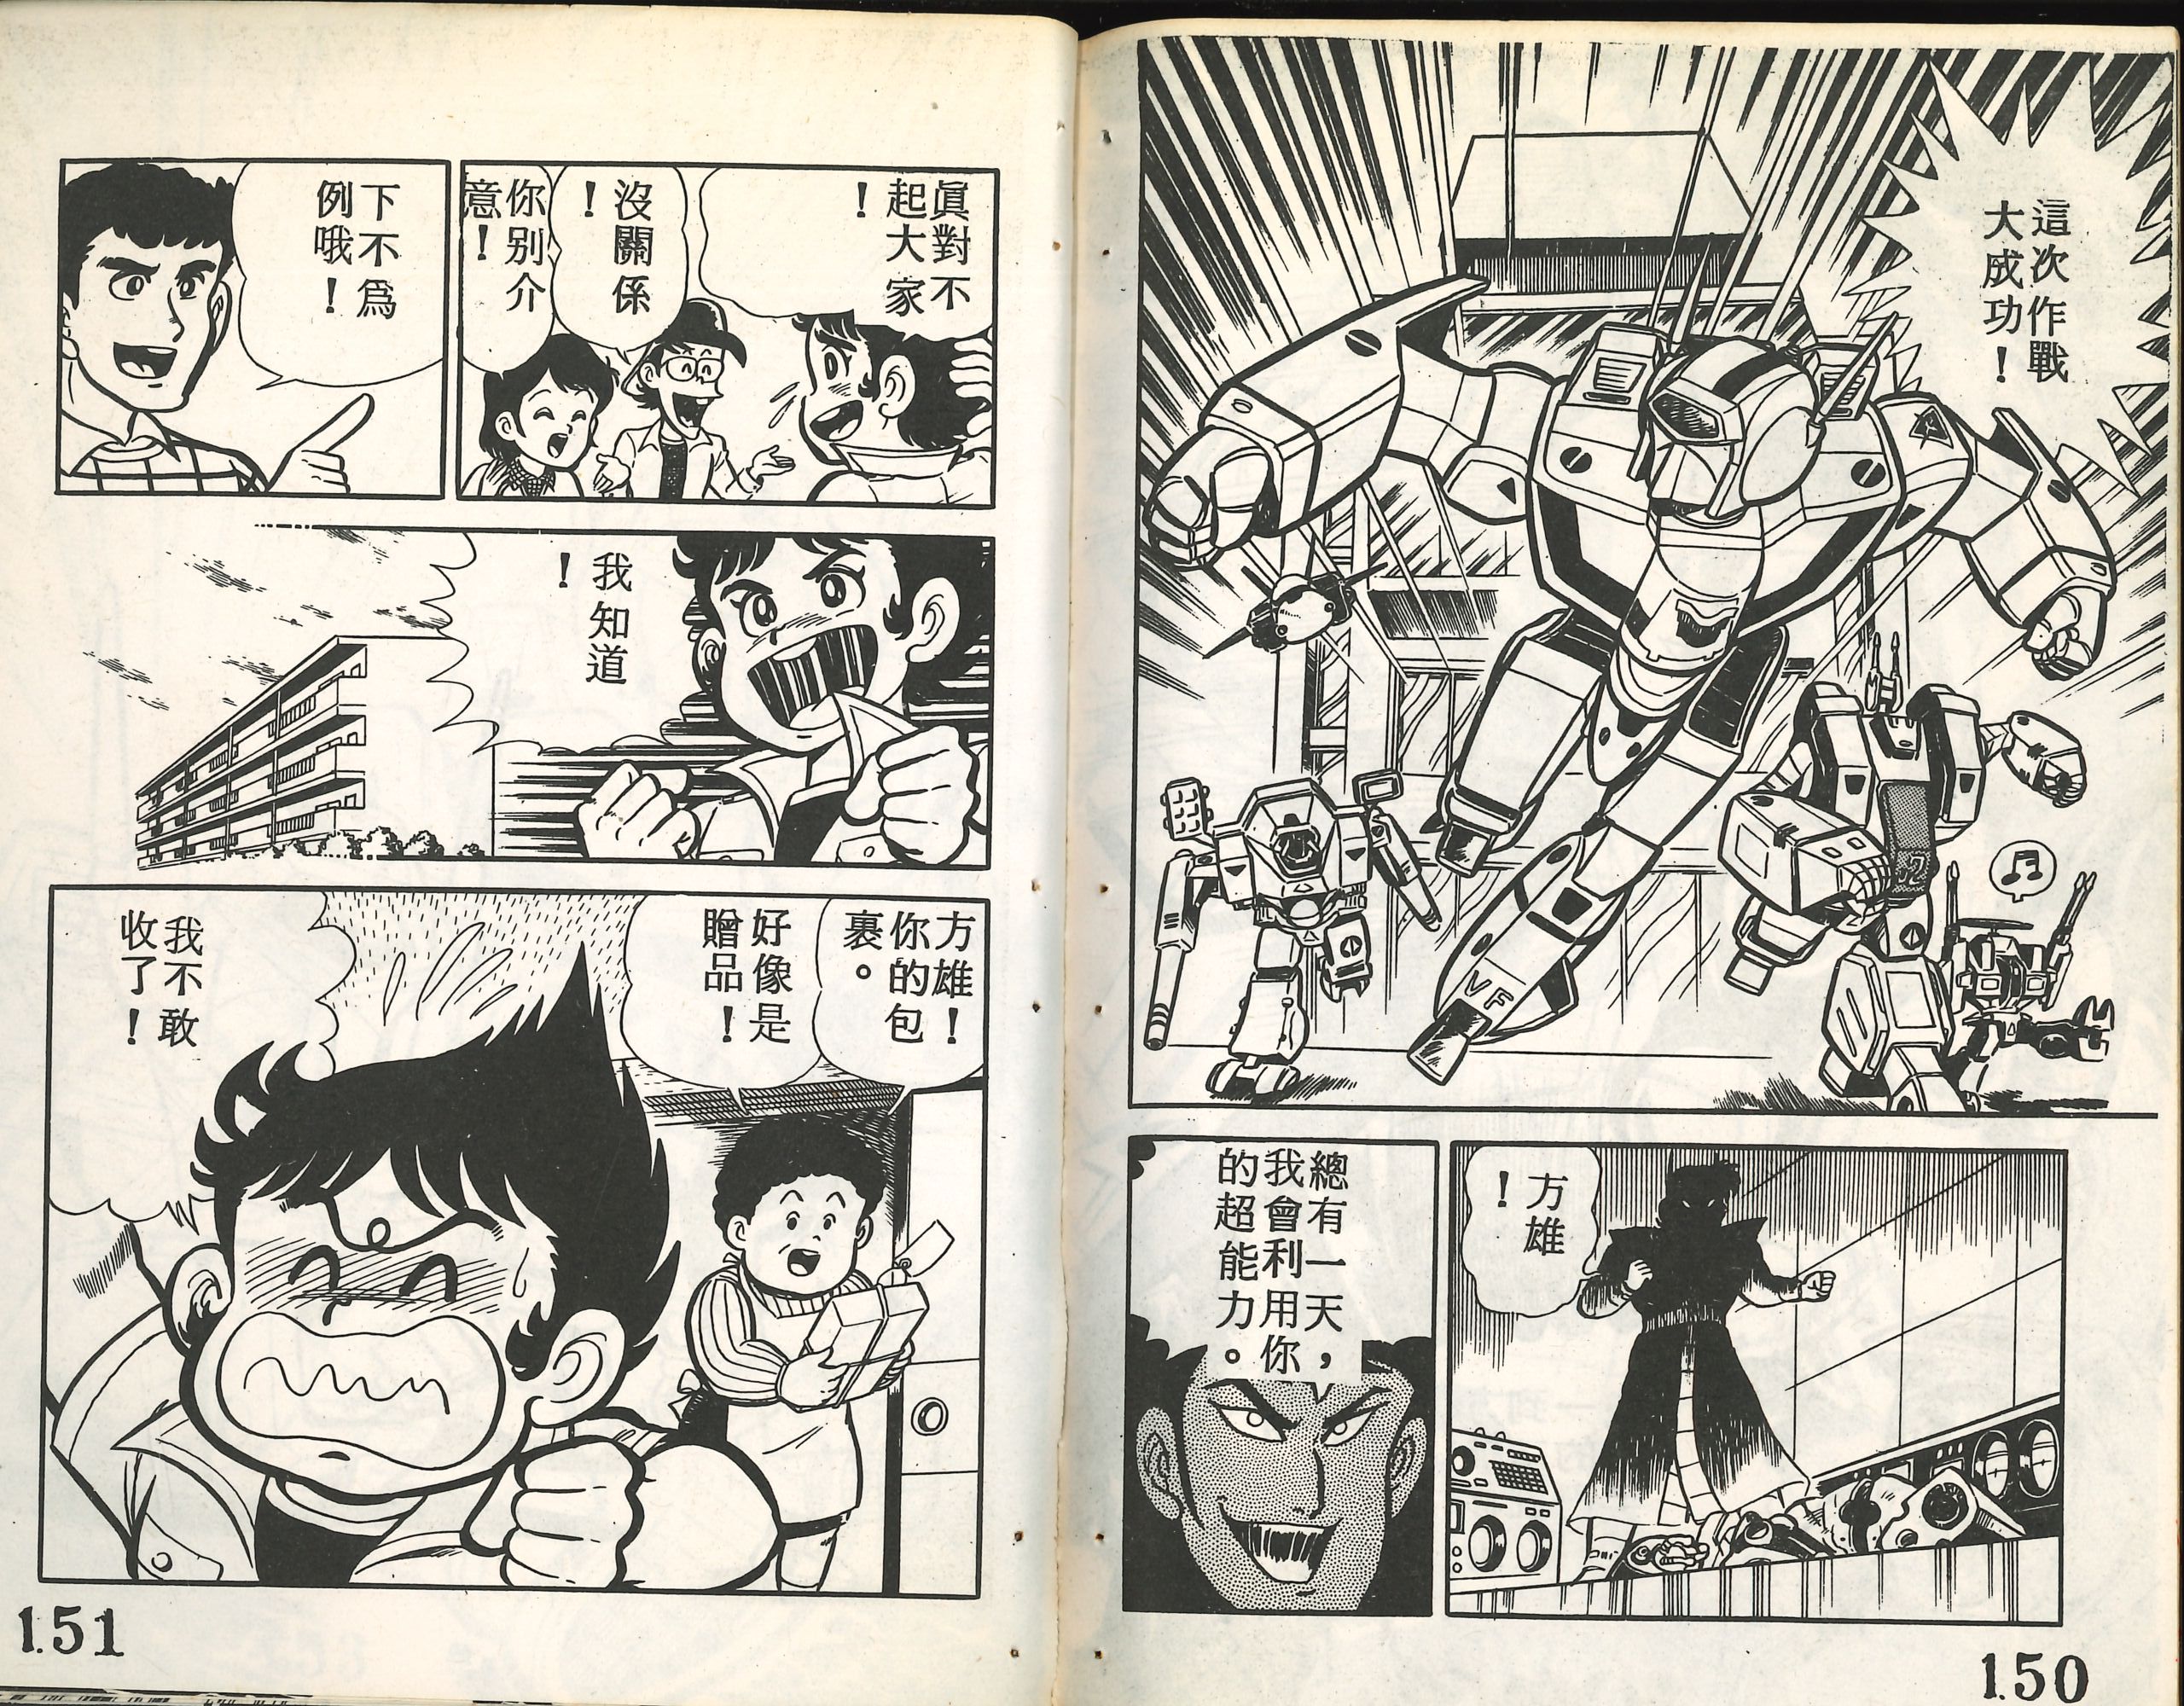 這次作戰
大成功！
VF
方雄
！
總有一天，
我會利用你
的超能力。
150
眞對不
起大家
！
沒關係
！
你別介
意！
下不爲
例哦！
我知道
！
方雄！
你的包
裹。
好像是
贈品！
我不敢
收了！
151